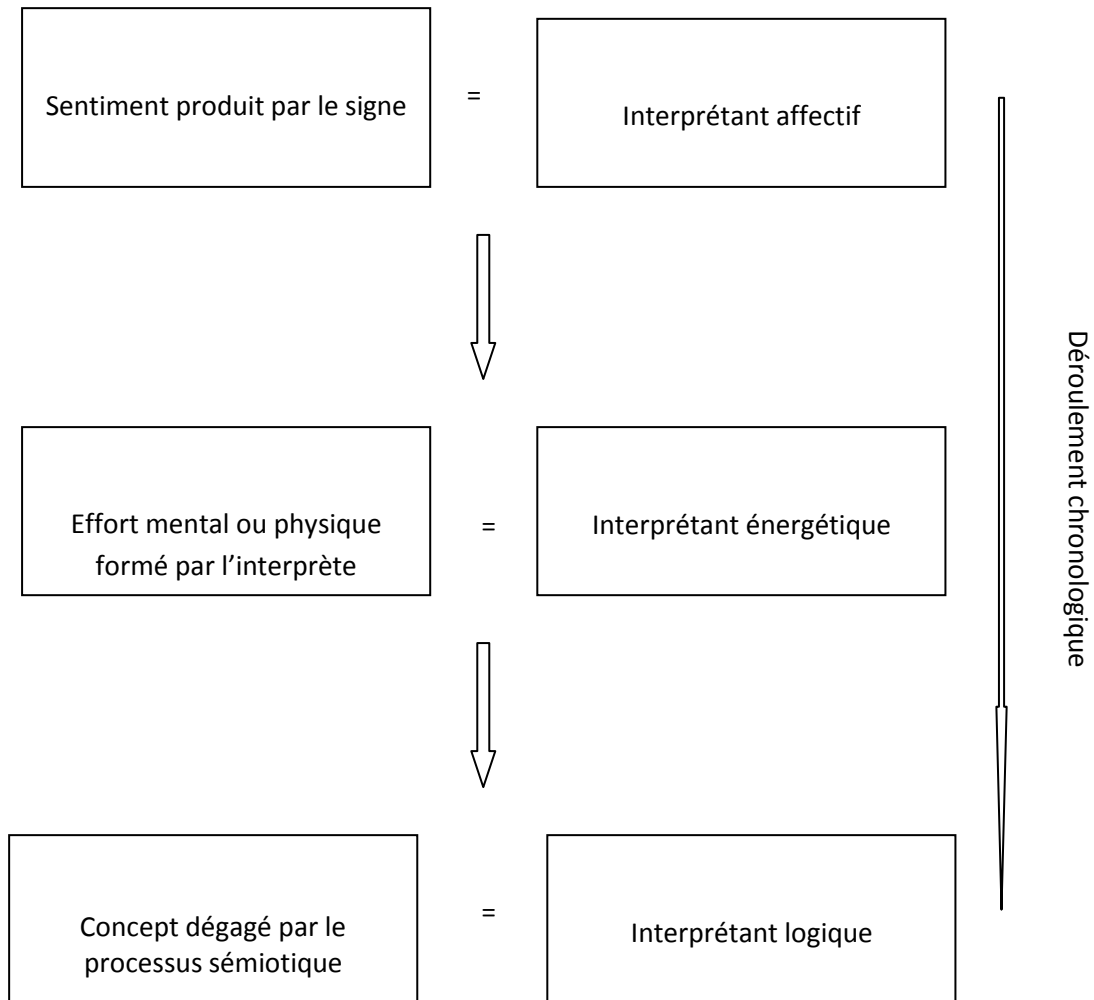 Sentiment produit par le signe
=
Interprétant affectif
Effort mental ou physique
formé par l’interprète
=
Interprétant énergétique
Concept dégagé par le
processus sémiotique
=
Interprétant logique
Déroulement chronologique